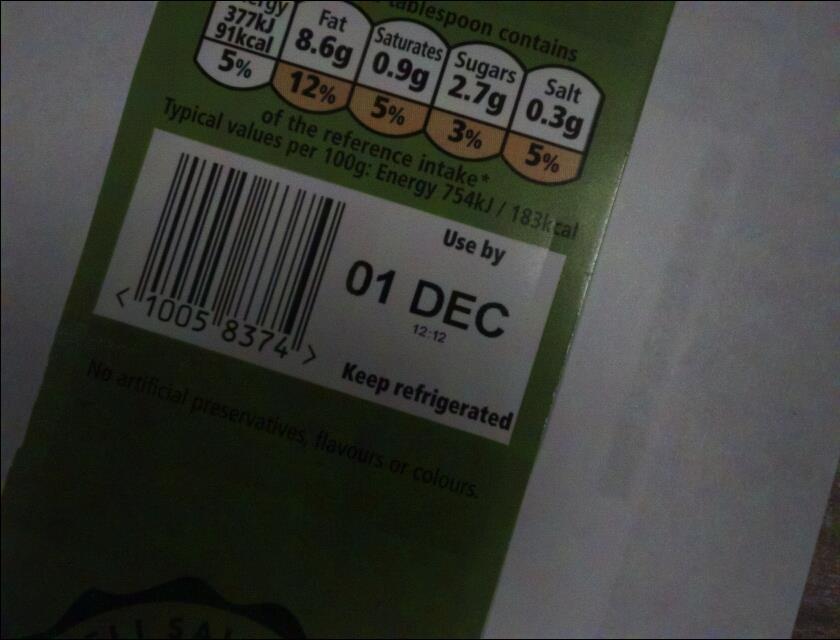 tablespoon contains
377kJ
91kcal
5%
Fat
8.6g
12%
Saturates
0.9g
5%
Sugars
2.7g
3%
Salt
0.3g
5%
of the reference intake*
Typical values per 100g: Energy 754kJ / 183kcal
Use by
01 DEC
12:12
< 1005 8374 >
Keep refrigerated
No artificial preservatives, flavours or colours.